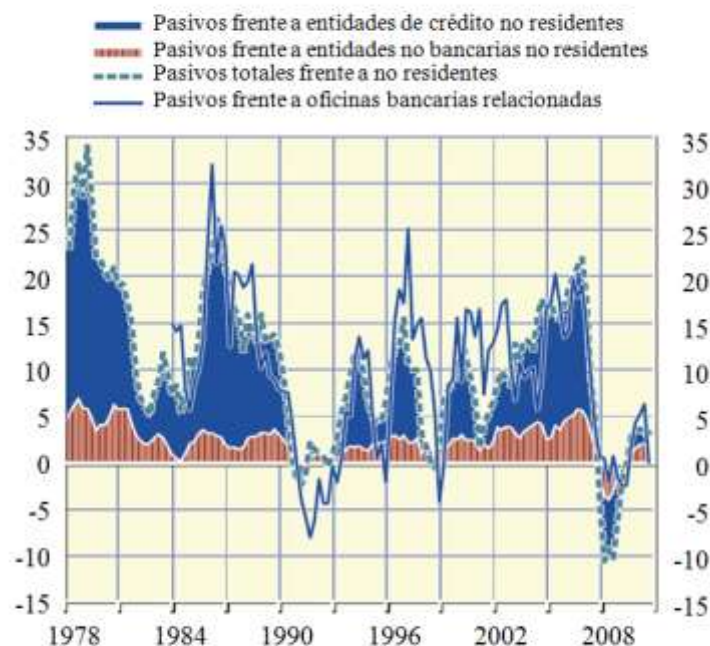 Pasivos frente a entidades de crédito no residentes
Pasivos frente a entidades no bancarias no residentes
Pasivos totales frente a no residentes
Pasivos frente a oficinas bancarias relacionadas
35 35
30 30
25 25
20 20
15 15
10 10
5 5
0 0
-5 -5
-10 -10
-15 -15
1978 1984 1990 1996 2002 2008